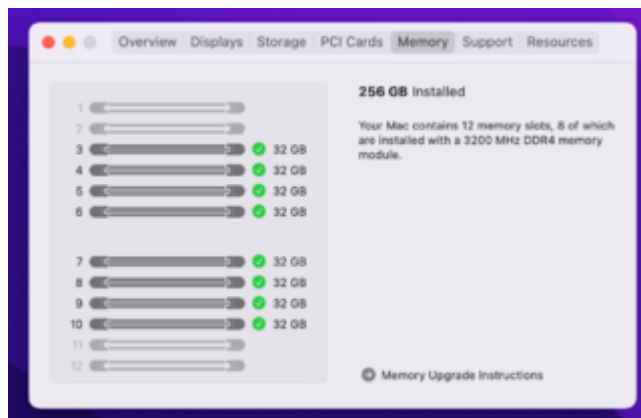 Overview Displays Storage PCI Cards Memory Support Resources
256 GB Installed
Your Mac contains 12 memory slots, 8 of which
are installed with a 3200 MHz DDR4 memory
module.
1
2
3 32 GB
4 32 GB
5 32 GB
6 32 GB
7 32 GB
8 32 GB
9 32 GB
10 32 GB
11
12
Memory Upgrade Instructions